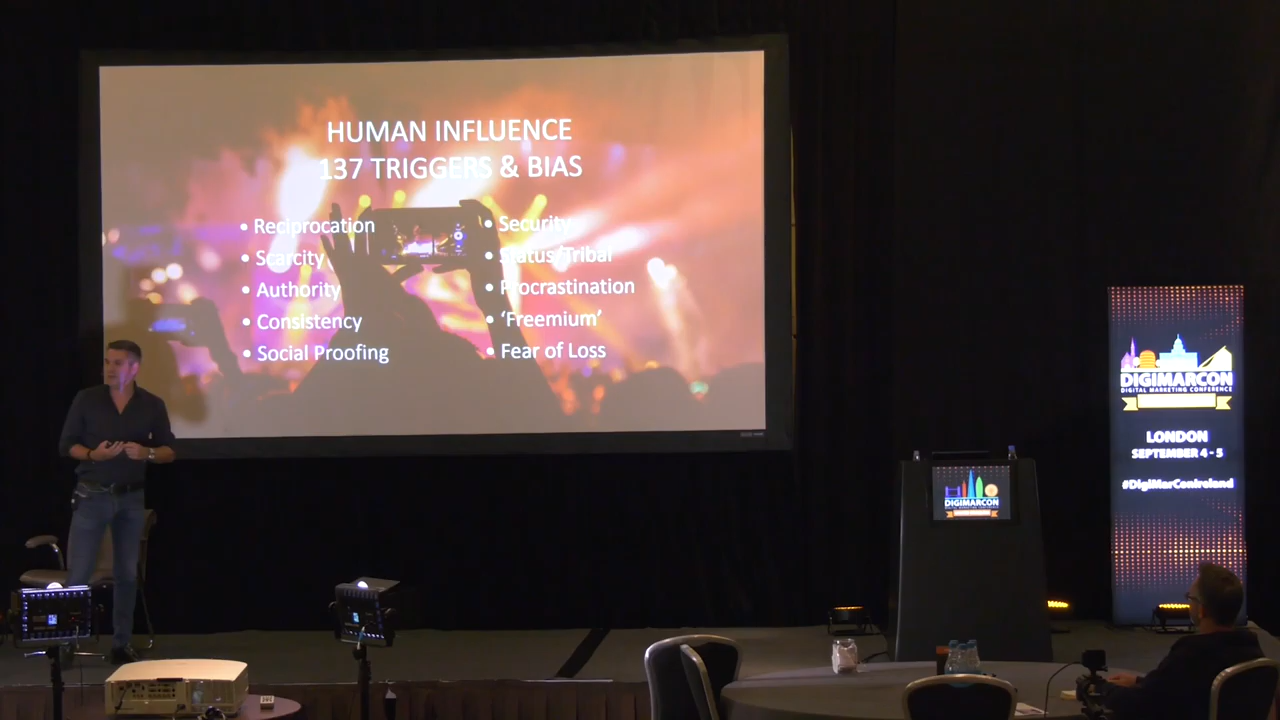 HUMAN INFLUENCE
137 TRIGGERS & BIAS
• Reciprocation
• Scarcity
• Authority
• Consistency
• Social Proofing
• Security
• Status/Tribal
• Procrastination
• ‘Freemium’
• Fear of Loss
DIGIMARCON
DIGITAL MARKETING CONFERENCE
LONDON
SEPTEMBER 4 - 5
#DigiMarConIreland
DIGIMARCON